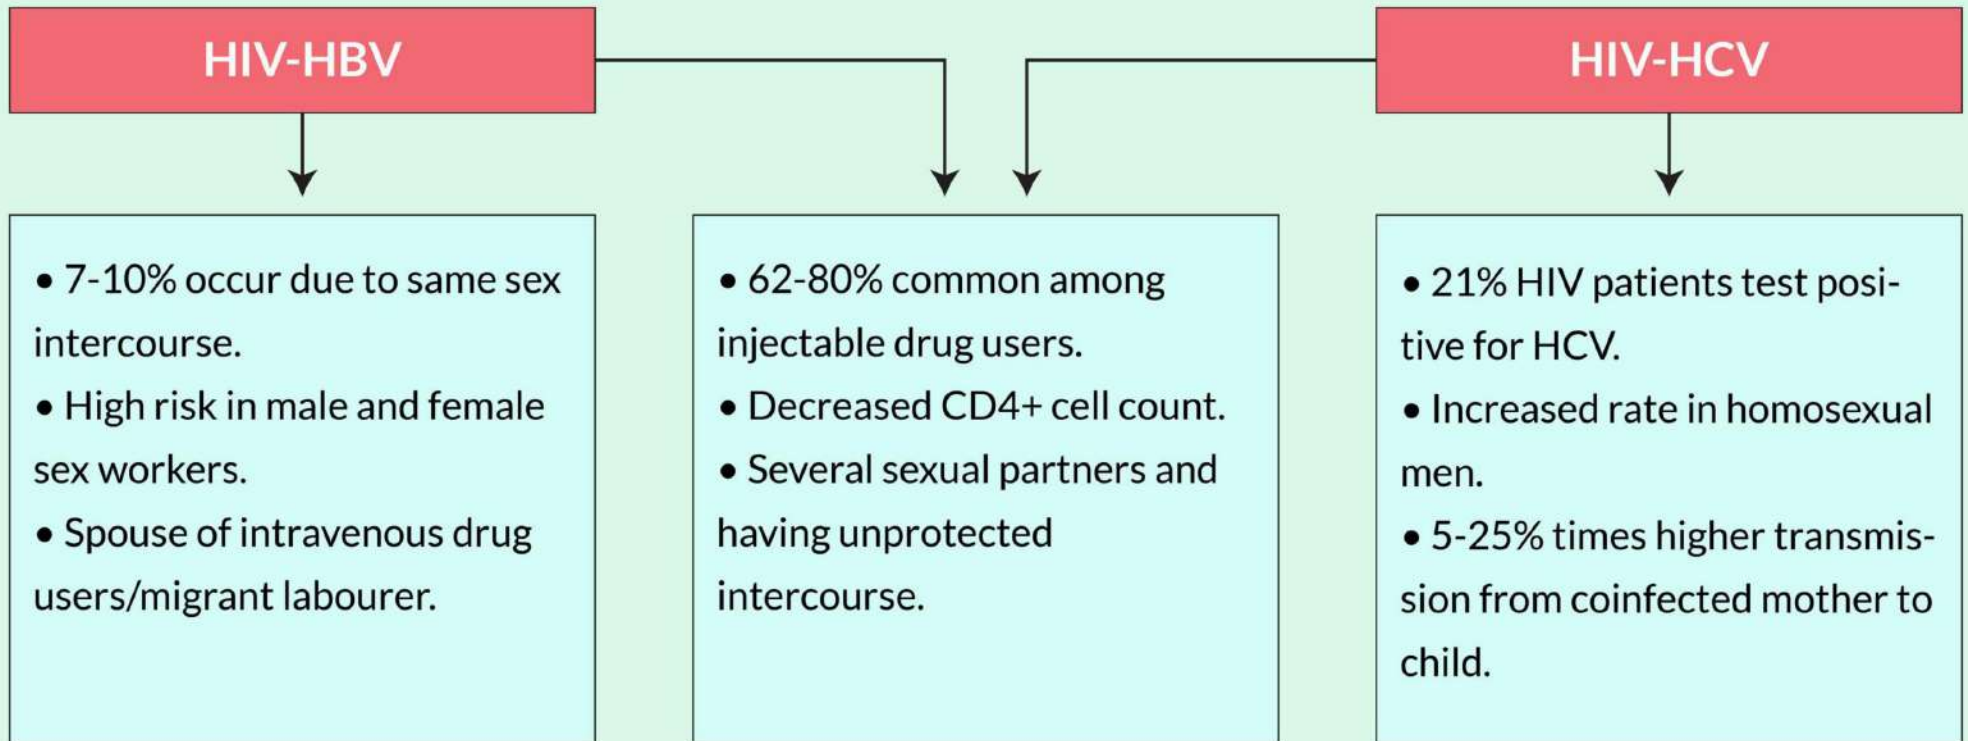 HIV-HBV
HIV-HCV
• 7-10% occur due to same sex
intercourse.
• High risk in male and female
sex workers.
• Spouse of intravenous drug
users/migrant labourer.
• 62-80% common among
injectable drug users.
• Decreased CD4+ cell count.
• Several sexual partners and
having unprotected
intercourse.
• 21% HIV patients test posi-
tive for HCV.
• Increased rate in homosexual
men.
• 5-25% times higher transmis-
sion from coinfected mother to
child.